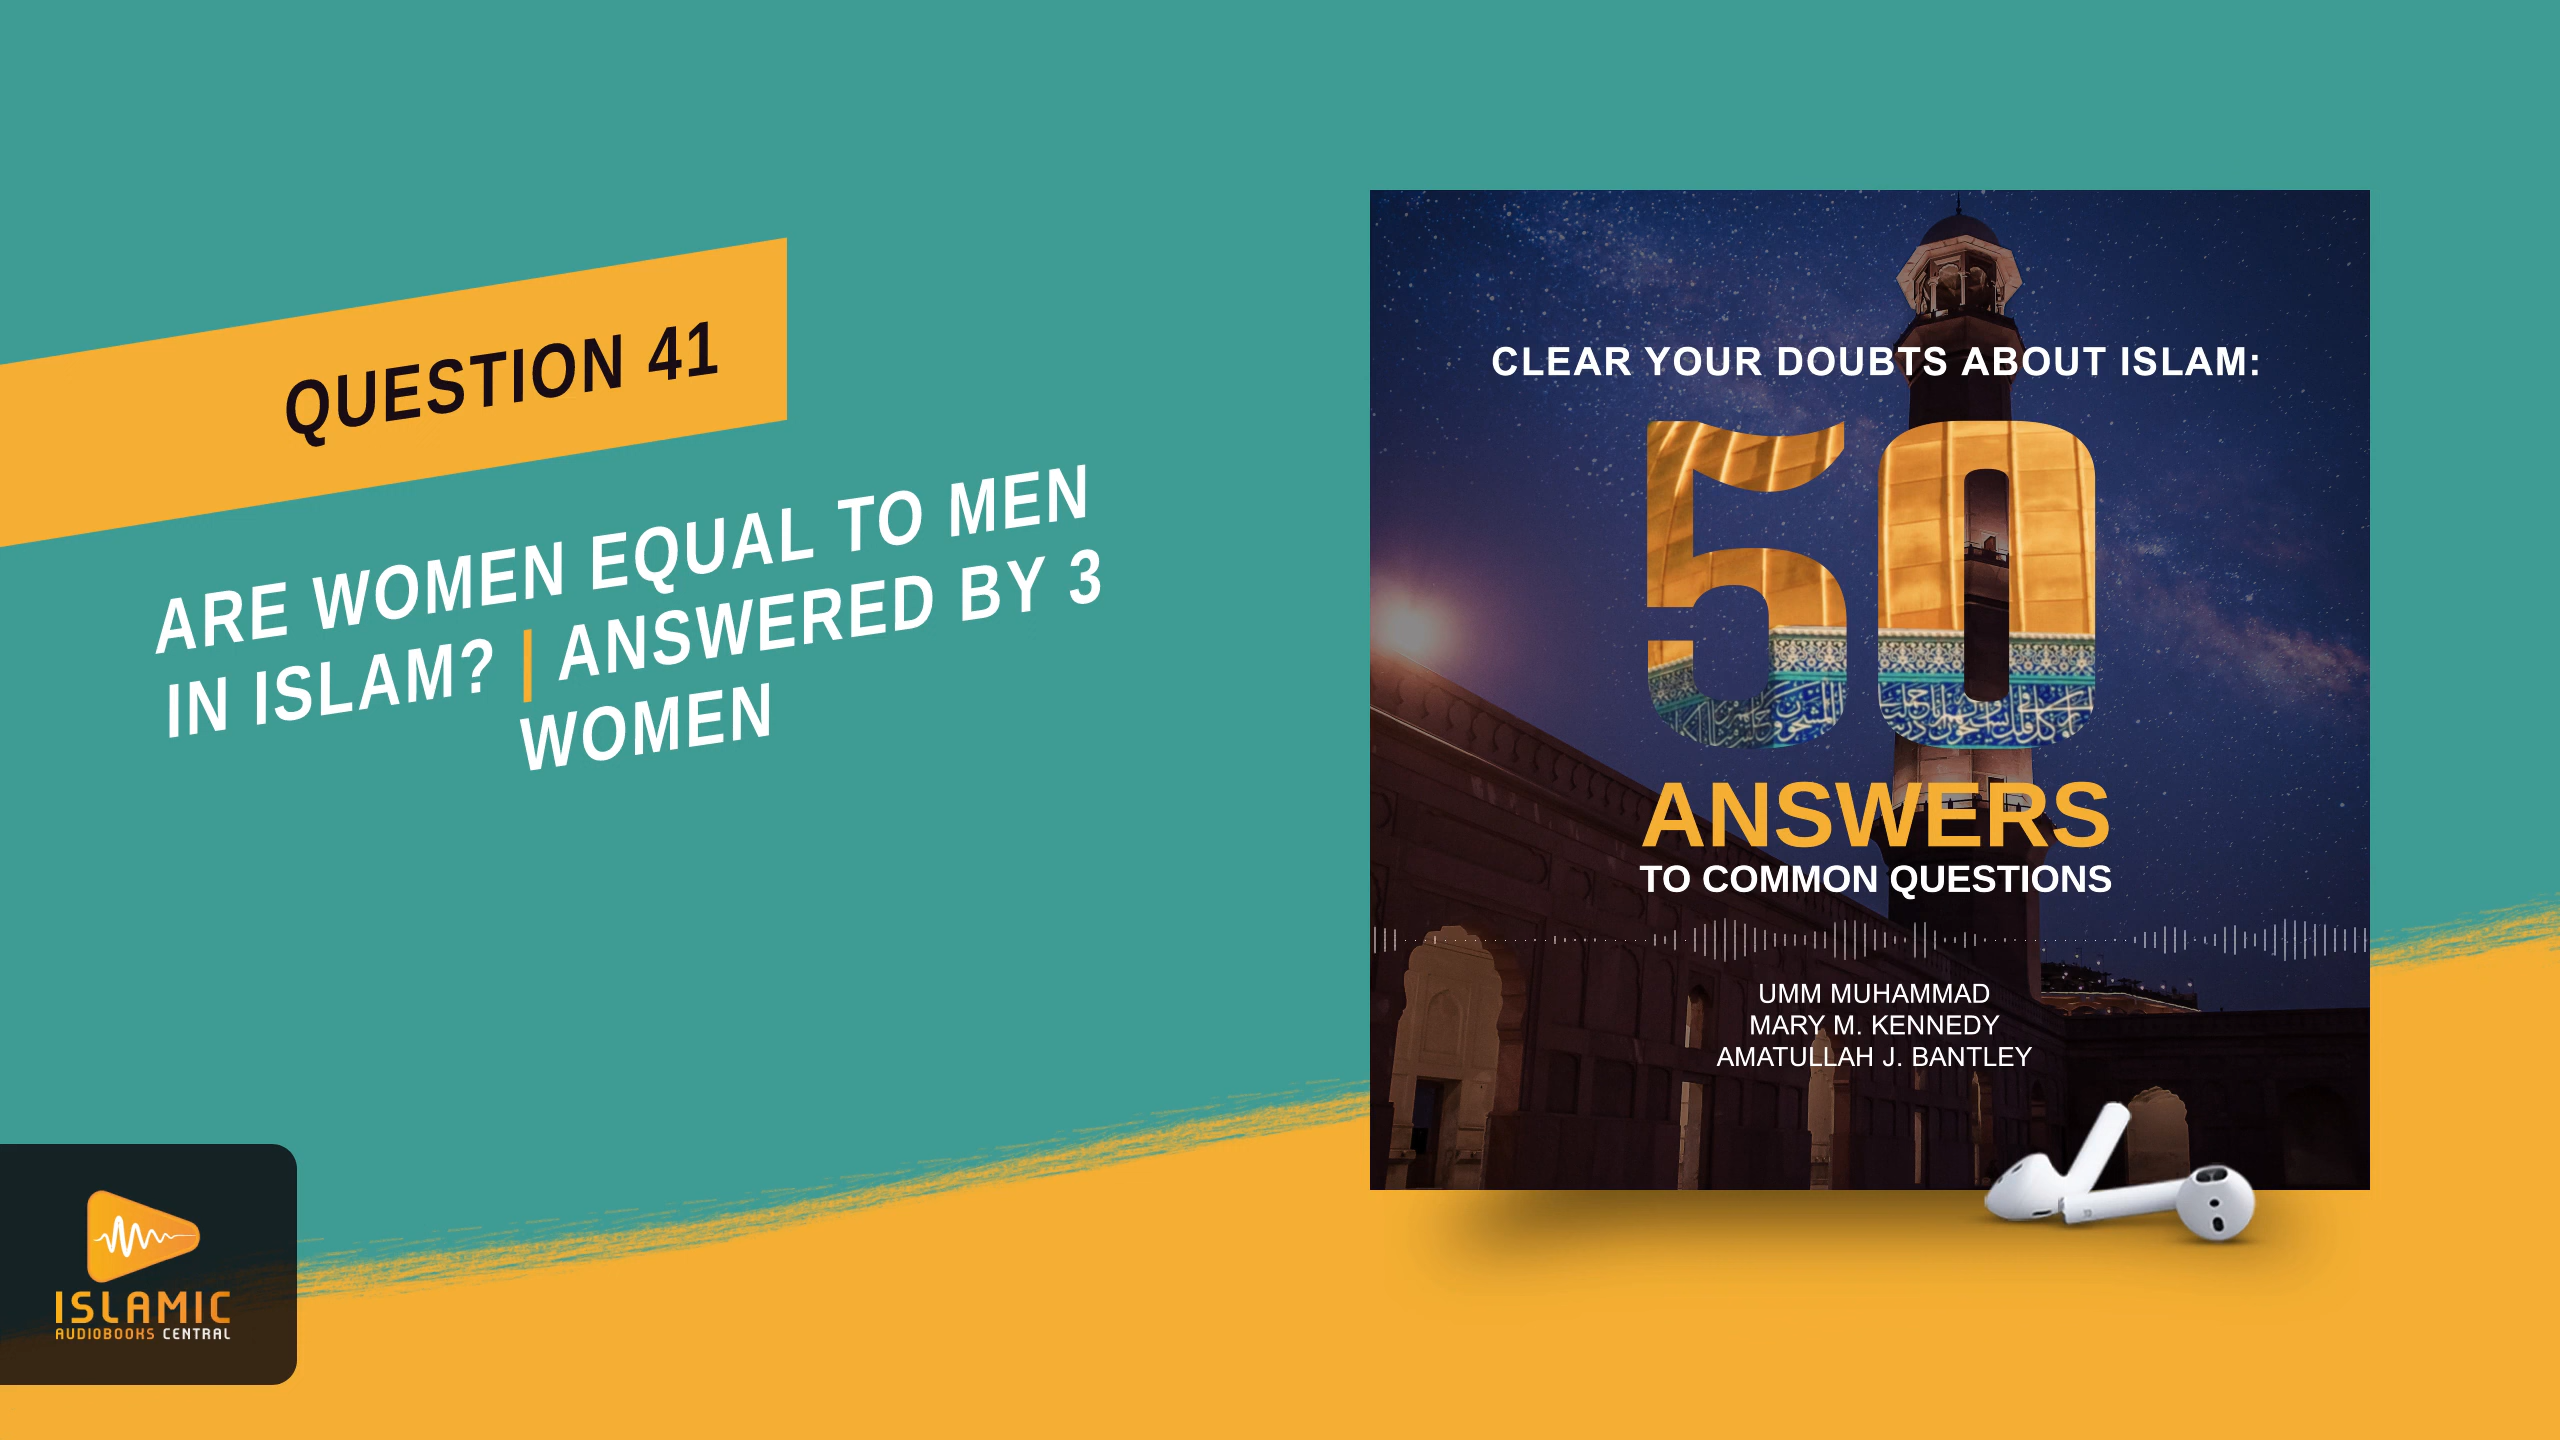 QUESTION 41
ARE WOMEN EQUAL TO MEN
IN ISLAM? | ANSWERED BY 3
WOMEN
CLEAR YOUR DOUBTS ABOUT ISLAM:
50
ANSWERS
TO COMMON QUESTIONS
UMM MUHAMMAD
MARY M. KENNEDY
AMATULLAH J. BANTLEY
ISLAMIC
AUDIOBOOKS CENTRAL